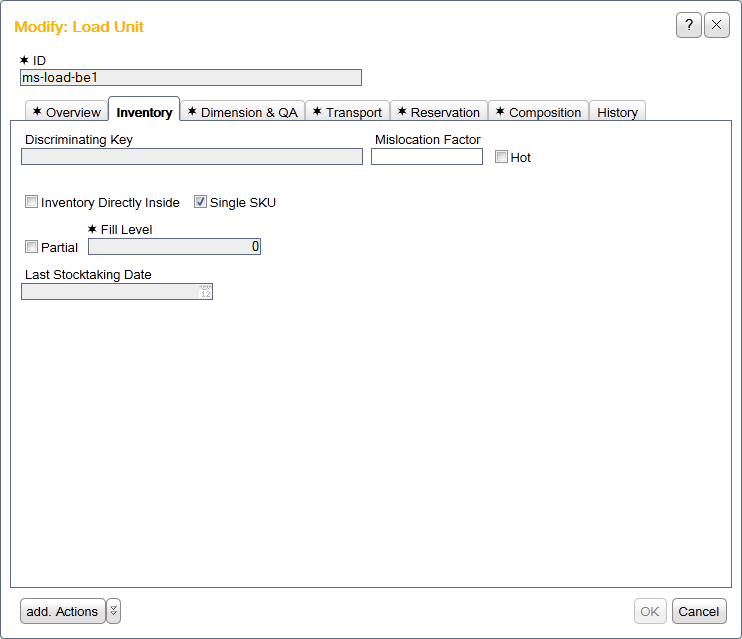 Modify: Load Unit
?
✶ ID
ms-load-be1
✶ Overview Inventory ✶ Dimension & QA ✶ Transport ✶ Reservation ✶ Composition History
Discriminating Key Mislocation Factor
Hot
Inventory Directly Inside Single SKU
✶ Fill Level
Partial 0
Last Stocktaking Date
12
add. Actions OK Cancel